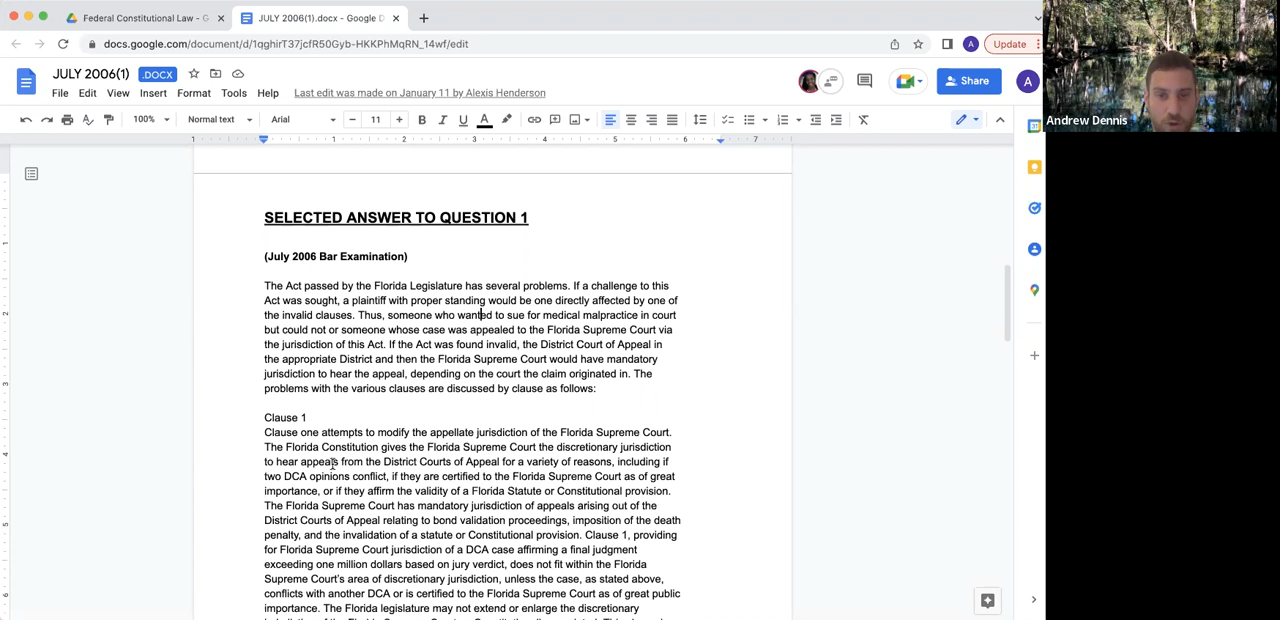 Federal Constitutional Law - G
JULY 2006(1).docx - Google D
docs.google.com/document/d/1qghirT37jcfR50Gyb-HKKPhMqRN_14wf/edit
A
Update
JULY 2006(1)
.DOCX
File Edit View Insert Format Tools Help
Last edit was made on January 11 by Alexis Henderson
Share
A
100%
Normal text
Arial
11
B I U A
Andrew Dennis
1 1 2 3 4 5 6 7
SELECTED ANSWER TO QUESTION 1
(July 2006 Bar Examination)
The Act passed by the Florida Legislature has several problems. If a challenge to this
Act was sought, a plaintiff with proper standing would be one directly affected by one of
the invalid clauses. Thus, someone who wanted to sue for medical malpractice in court
but could not or someone whose case was appealed to the Florida Supreme Court via
the jurisdiction of this Act. If the Act was found invalid, the District Court of Appeal in
the appropriate District and then the Florida Supreme Court would have mandatory
jurisdiction to hear the appeal, depending on the court the claim originated in. The
problems with the various clauses are discussed by clause as follows:
Clause 1
Clause one attempts to modify the appellate jurisdiction of the Florida Supreme Court.
The Florida Constitution gives the Florida Supreme Court the discretionary jurisdiction
to hear appeals from the District Courts of Appeal for a variety of reasons, including if
two DCA opinions conflict, if they are certified to the Florida Supreme Court as of great
importance, or if they affirm the validity of a Florida Statute or Constitutional provision.
The Florida Supreme Court has mandatory jurisdiction of appeals arising out of the
District Courts of Appeal relating to bond validation proceedings, imposition of the death
penalty, and the invalidation of a statute or Constitutional provision. Clause 1, providing
for Florida Supreme Court jurisdiction of a DCA case affirming a final judgment
exceeding one million dollars based on jury verdict, does not fit within the Florida
Supreme Court's area of discretionary jurisdiction, unless the case, as stated above,
conflicts with another DCA or is certified to the Florida Supreme Court as of great public
importance. The Florida legislature may not extend or enlarge the discretionary